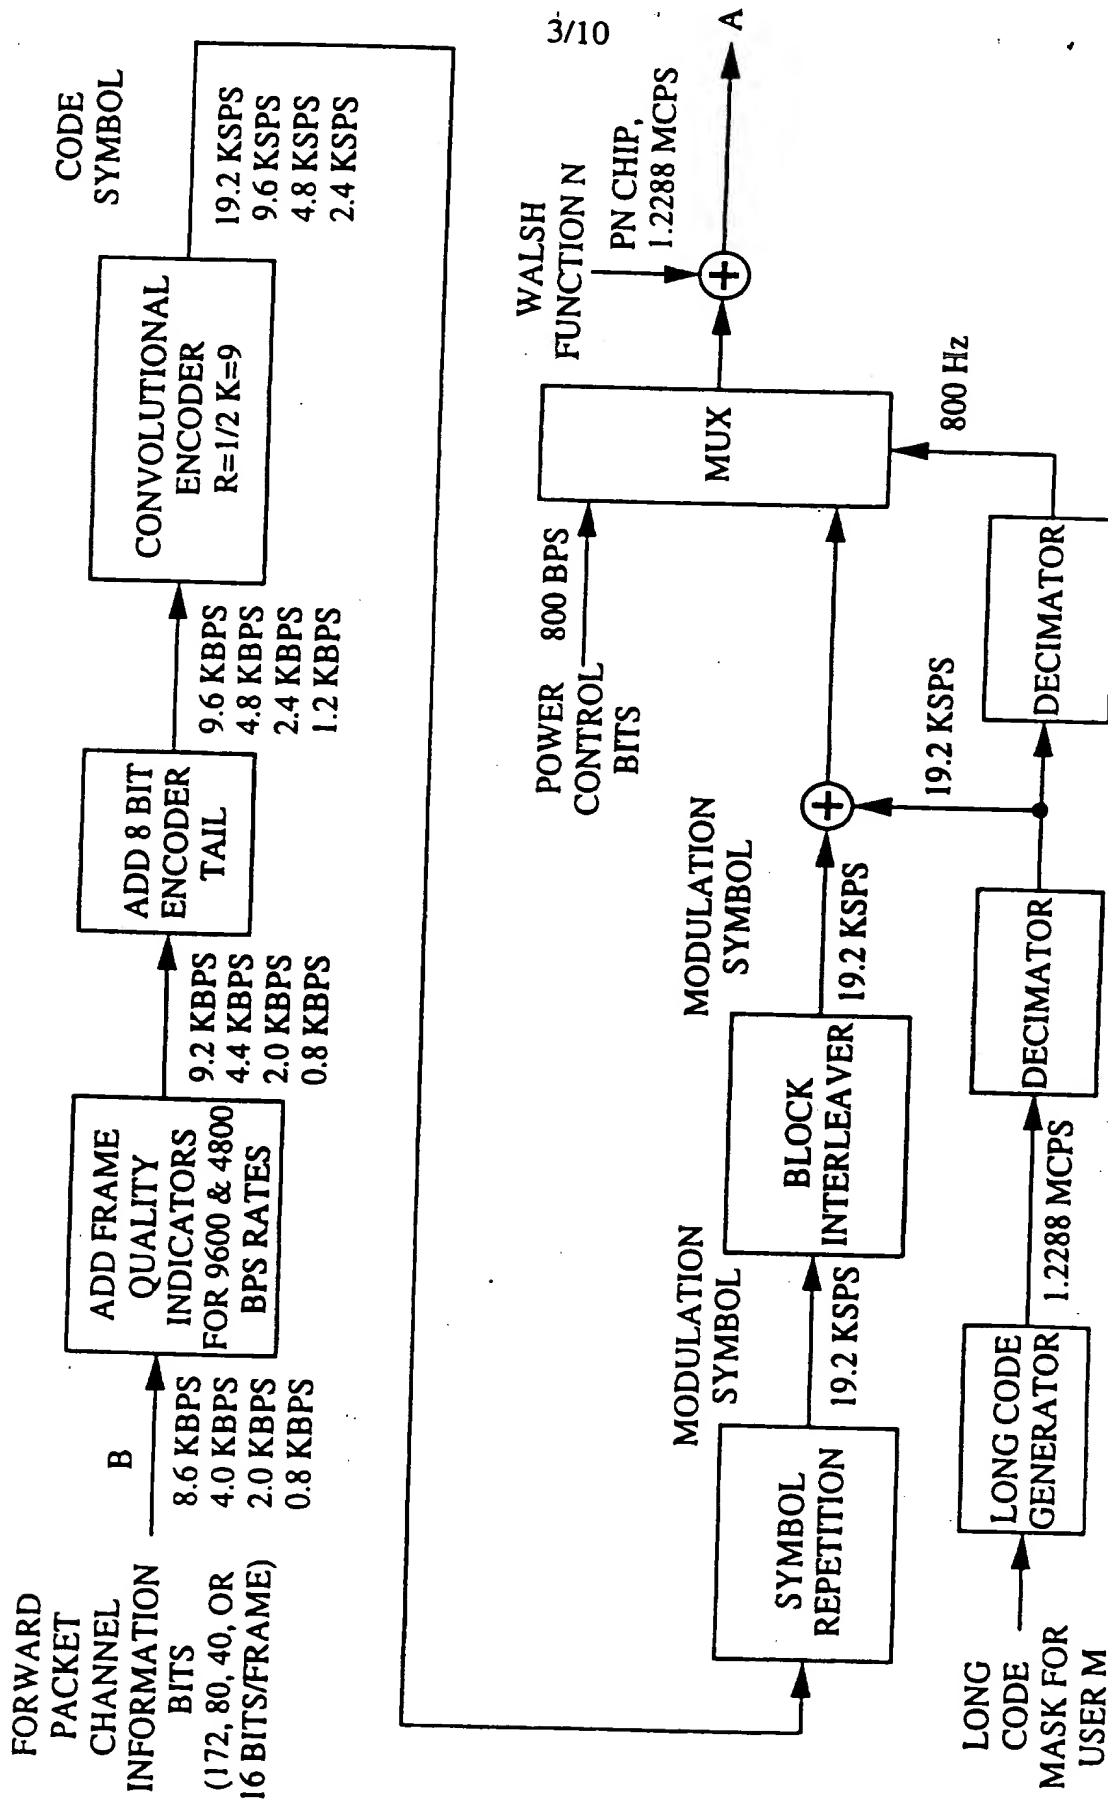 3/10
FORWARD
PACKET
CHANNEL
INFORMATION
BITS
(172, 80, 40, OR
16 BITS/FRAME)
B
8.6 KBPS
4.0 KBPS
2.0 KBPS
0.8 KBPS
ADD FRAME
QUALITY
INDICATORS
FOR 9600 & 4800
BPS RATES
9.2 KBPS
4.4 KBPS
2.0 KBPS
0.8 KBPS
ADD 8 BIT
ENCODER
TAIL
9.6 KBPS
4.8 KBPS
2.4 KBPS
1.2 KBPS
CONVOLUTIONAL
ENCODER
R=1/2 K=9
CODE
SYMBOL
19.2 KSPS
9.6 KSPS
4.8 KSPS
2.4 KSPS
SYMBOL
REPETITION
MODULATION
SYMBOL
19.2 KSPS
BLOCK
INTERLEAVER
MODULATION
SYMBOL
19.2 KSPS
+
POWER
CONTROL
BITS
800 BPS
MUX
WALSH
FUNCTION N
PN CHIP,
1.2288 MCPS
+
A
LONG
CODE
MASK FOR
USER M
LONG CODE
GENERATOR
1.2288 MCPS
DECIMATOR
19.2 KSPS
DECIMATOR
800 Hz